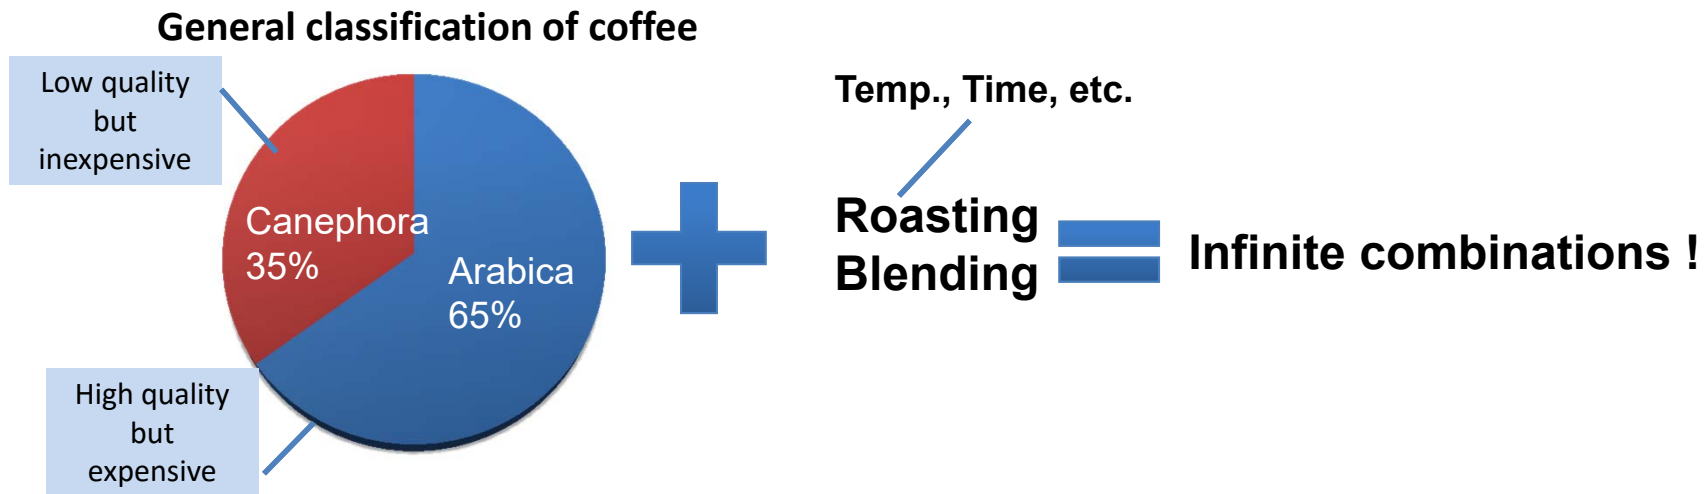 General classification of coffee
Low quality
but
inexpensive
Canephora
35%
Arabica
65%
High quality
but
expensive
Temp., Time, etc.
Roasting
Blending
Infinite combinations !